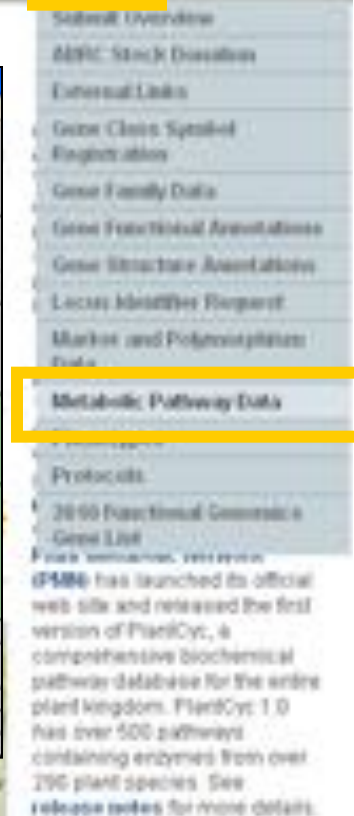 Submit Overview
ABRC Stock Donation
External Links
Gene Class Symbol
Registration
Gene Family Data
Gene Functional Annotations
Gene Structure Annotations
Locus Identifier Request
Marker and Polymorphism
Data
Metabolic Pathway Data
Protocols
2010 Functional Genomics
Gene List
(PMN) has launched its official
web site and released the first
version of PlantCyc, a
comprehensive biochemical
pathway database for the entire
plant kingdom. PlantCyc 1.0
has over 500 pathways
containing enzymes from over
290 plant species. See
release notes for more details.